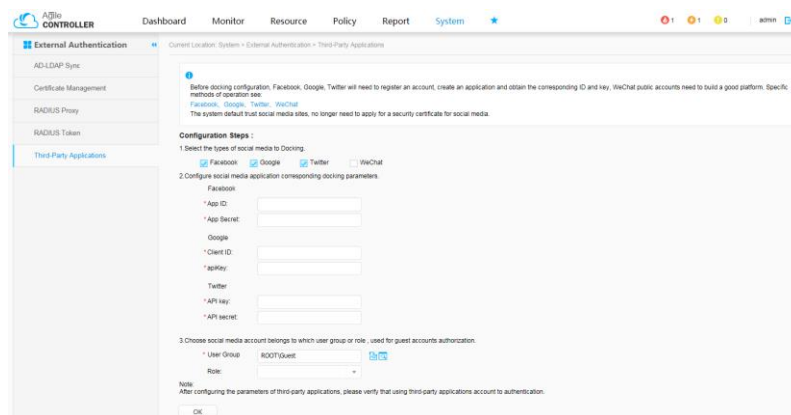 Agile
CONTROLLER
Dashboard Monitor Resource Policy Report System 1 1 0 admin
External Authentication
Current Location: System > External Authentication > Third-Party Applications
AD-LDAP Sync
Certificate Management
RADIUS Proxy
RADIUS Token
Third-Party Applications
Before docking configuration, Facebook, Google, Twitter will need to register an account, create an application and obtain the corresponding ID and key, WeChat public accounts need to build a good platform. Specific
methods of operation see:
Facebook, Google, Twitter, WeChat
The system default trust social media sites, no longer need to apply for a security certificate for social media.
Configuration Steps :
1.Select the types of social media to Docking.
Facebook Google Twitter WeChat
2.Configure social media application corresponding docking parameters.
Facebook
* App ID:
* App Secret:
Google
* Client ID:
* apiKey:
Twitter
* API key:
* API secret:
3.Choose social media account belongs to which user group or role , used for guest accounts authorization.
* User Group ROOT\Guest
Role:
Note:
After configuring the parameters of third-party applications, please verify that using third-party applications account to authentication.
OK